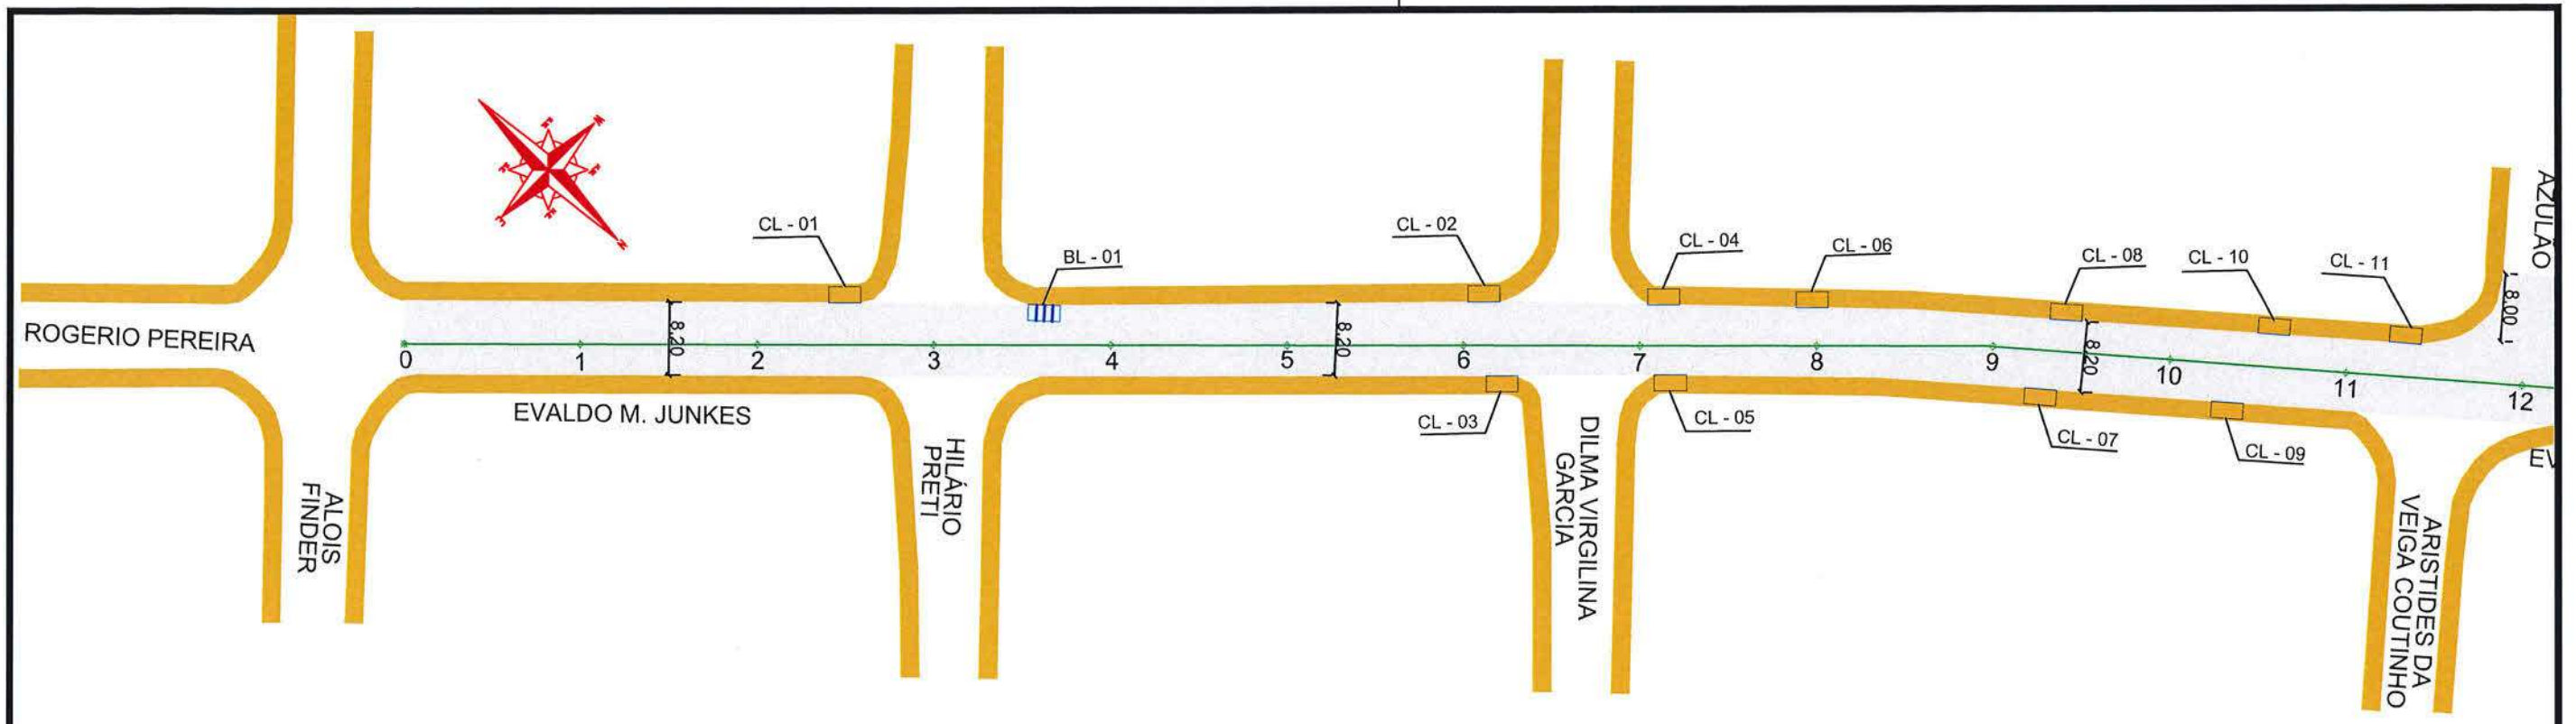 CL - 01
BL - 01
CL - 02
CL - 04
CL - 06
CL - 08
CL - 10
CL - 11
AZULÃO
8,20
8,20
8,20
8,00
ROGERIO PEREIRA
0
1
2
3
4
5
6
7
8
9
10
11
12
EVALDO M. JUNKES
CL - 03
CL - 05
CL - 07
CL - 09
EV
ALOIS
FINDER
HILÁRIO
PRETI
DILMA VIRGILINA
GARCIA
ARISTIDES DA
VEIGA COUTINHO